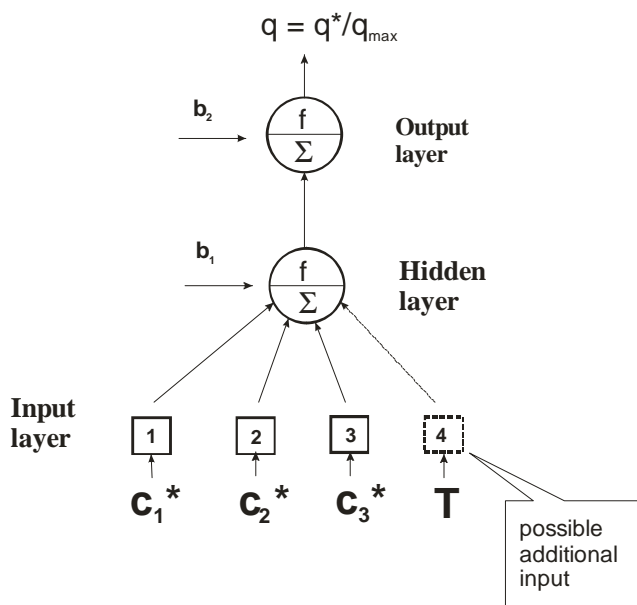 q = q*/qmax
b₂
f
Σ
Output
layer
b₁
f
Σ
Hidden
layer
Input
layer
1
2
3
4
c₁*
c₂*
c₃*
T
possible
additional
input